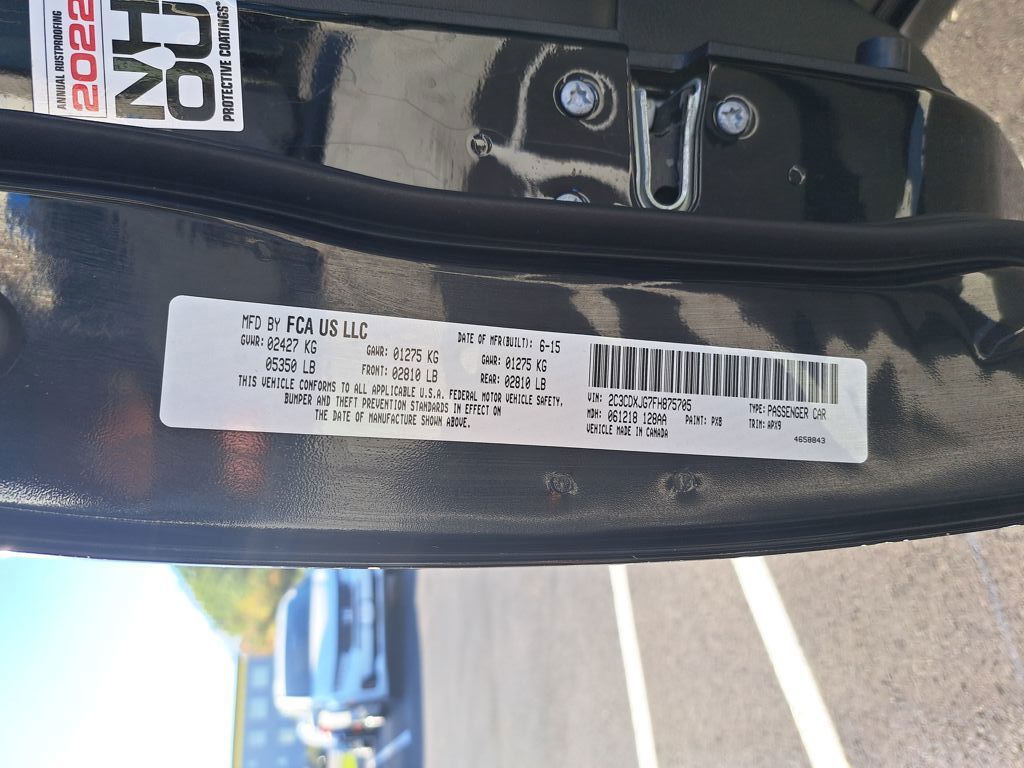 ANNUAL RUSTPROOFING
2022
PROTECTIVE COATINGS®
MFD BY FCA US LLC
DATE OF MFR(BUILT): 6-15
GVWR: 02427 KG
GAWR: 01275 KG
GAWR: 01275 KG
05350 LB
FRONT: 02810 LB
REAR: 02810 LB
THIS VEHICLE CONFORMS TO ALL APPLICABLE U.S.A. FEDERAL MOTOR VEHICLE SAFETY,
BUMPER AND THEFT PREVENTION STANDARDS IN EFFECT ON
THE DATE OF MANUFACTURE SHOWN ABOVE.
VIN: 2C3CDXJG7FH875705
TYPE: PASSENGER CAR
MDH: 061218 128AA
PAINT: PX8
TRIM: APX9
VEHICLE MADE IN CANADA
4658843